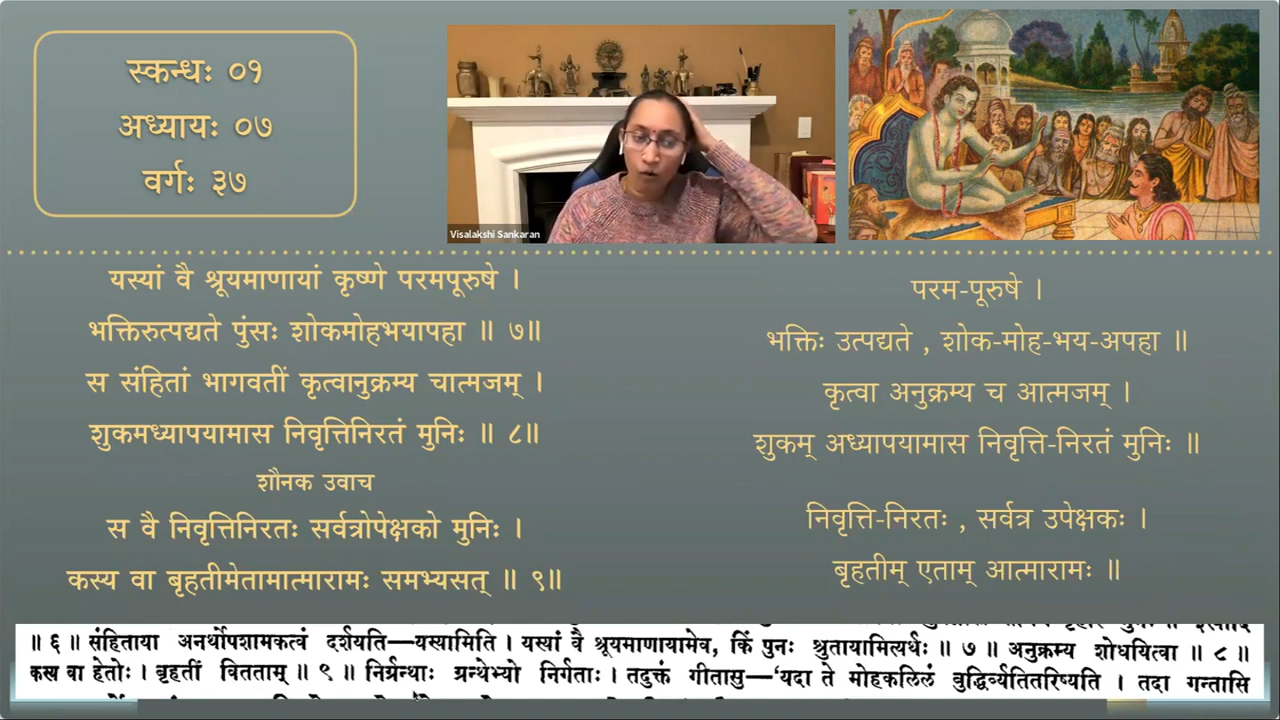 स्कन्धः ०१
अध्यायः ०७
वर्गः ३७
Visalakshi Sankaran
यस्यां वै श्रूयमाणायां कृष्णे परमपूरुषे ।
भक्तिरुत्पद्यते पुंसः शोकमोहभयापहा ॥ ७॥
स संहितां भागवतीं कृत्वानुक्रम्य चात्मजम् ।
शुकमध्यापयामास निवृत्तिनिरतं मुनिः ॥ ८॥
शौनक उवाच
स वै निवृत्तिनिरतः सर्वत्रोपेक्षको मुनिः ।
कस्य वा बृहतीमेतामात्मारामः समभ्यसत् ॥ ९॥
परम-पूरुषे ।
भक्तिः उत्पद्यते , शोक-मोह-भय-अपहा ॥
कृत्वा अनुक्रम्य च आत्मजम् ।
शुकम् अध्यापयामास निवृत्ति-निरतं मुनिः ॥
निवृत्ति-निरतः , सर्वत्र उपेक्षकः ।
बृहतीम् एताम् आत्मारामः ॥
॥ ६ ॥ संहिताया अनर्थोपशामकत्वं दर्शयति—यस्यामिति । यस्यां वै श्रूयमाणायामेव, किं पुनः श्रुतायामित्यर्थः ॥ ७ ॥ अनुक्रम्य शोधयित्वा ॥ ८ ॥
कस्य वा हेतोः । बृहतीं वितताम् ॥ ९ ॥ निर्ग्रन्थाः ग्रन्थेभ्यो निर्गताः । तदुक्तं गीतासु—‘यदा ते मोहकलिलं बुद्धिर्व्यतितरिष्यति । तदा गन्तासि